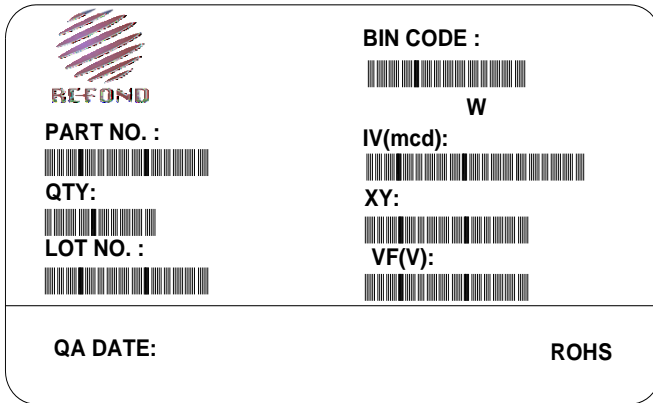 REFOND
PART NO. :
QTY:
LOT NO. :
BIN CODE :
W
IV(mcd):
XY:
VF(V):
QA DATE:
ROHS